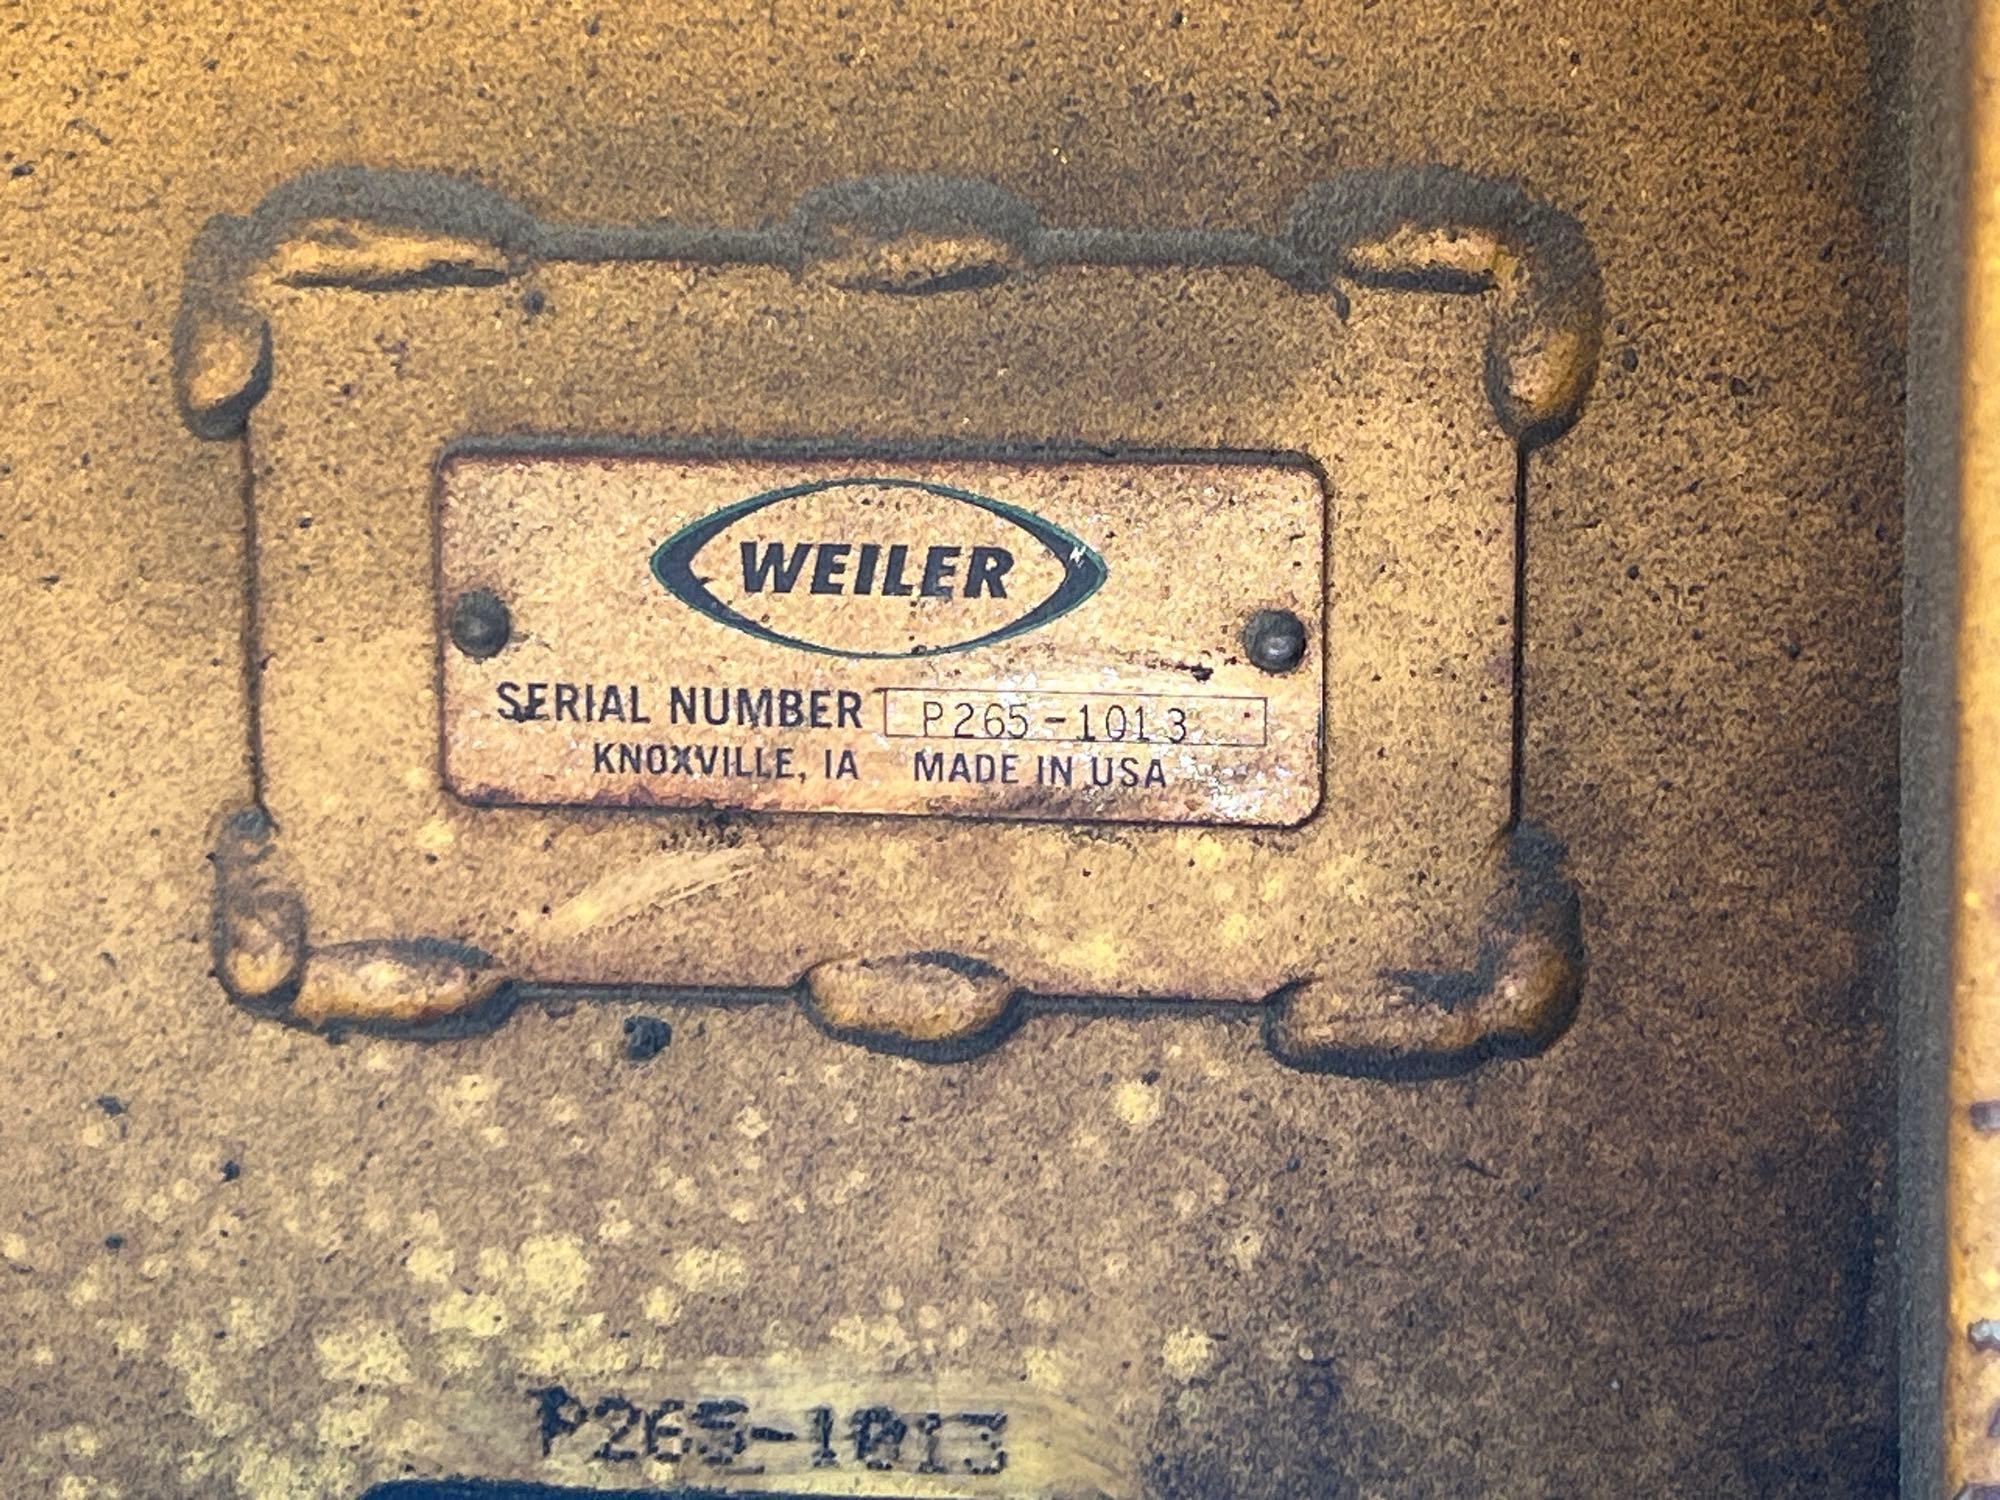 WEILER
SERIAL NUMBER P265-1013
KNOXVILLE, IA MADE IN USA
P265-1013